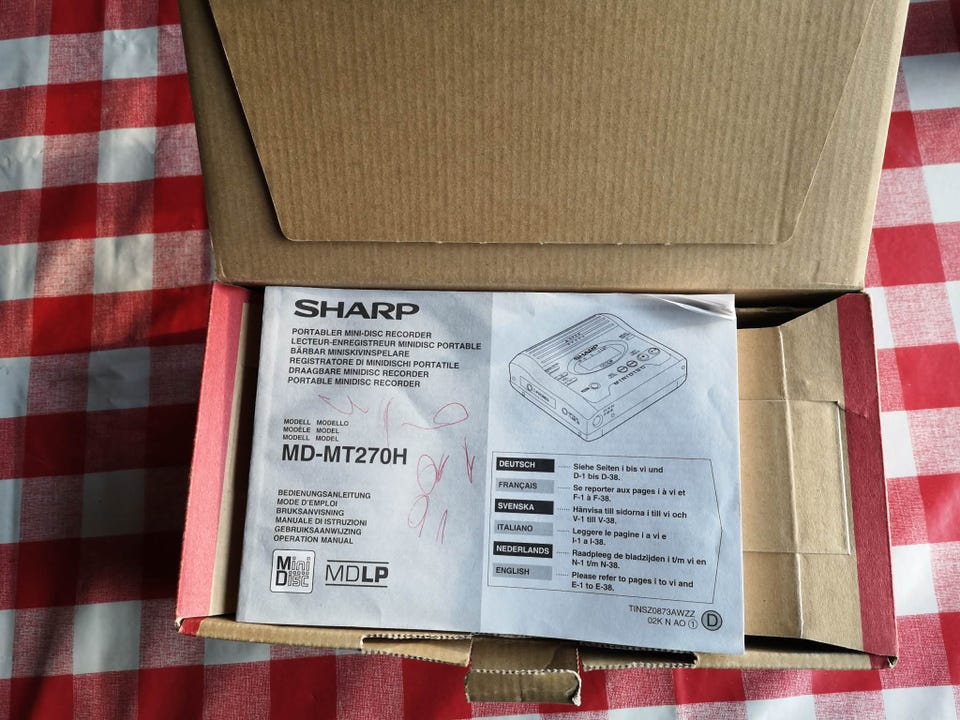 SHARP
PORTABLER MINI-DISC RECORDER
LECTEUR-ENREGISTREUR MINIDISC PORTABLE
BÄRBAR MINISKIVINSPELARE
REGISTRATORE DI MINIDISCHI PORTATILE
DRAAGBARE MINIDISC RECORDER
PORTABLE MINIDISC RECORDER
MODELL MODELLO
MODÈLE MODEL
MODELL MODEL
MD-MT270H
BEDIENUNGSANLEITUNG
MODE D'EMPLOI
BRUKSANVISNING
MANUALE DI ISTRUZIONI
GEBRUIKSAANWIJZING
OPERATION MANUAL
Mini
Disc
MDLP
SHARP
MINIDISC
DEUTSCH ······ Siehe Seiten i bis vi und
D-1 bis D-38.
FRANÇAIS ······ Se reporter aux pages i à vi et
F-1 à F-38.
SVENSKA ······ Hänvisa till sidorna i till vi och
V-1 till V-38.
ITALIANO ······ Leggere le pagine i a vi e
I-1 a I-38.
NEDERLANDS ······ Raadpleeg de bladzijden i t/m vi en
N-1 t/m N-38.
ENGLISH ······ Please refer to pages i to vi and
E-1 to E-38.
TINSZ0873AWZZ
02K N AO ① D